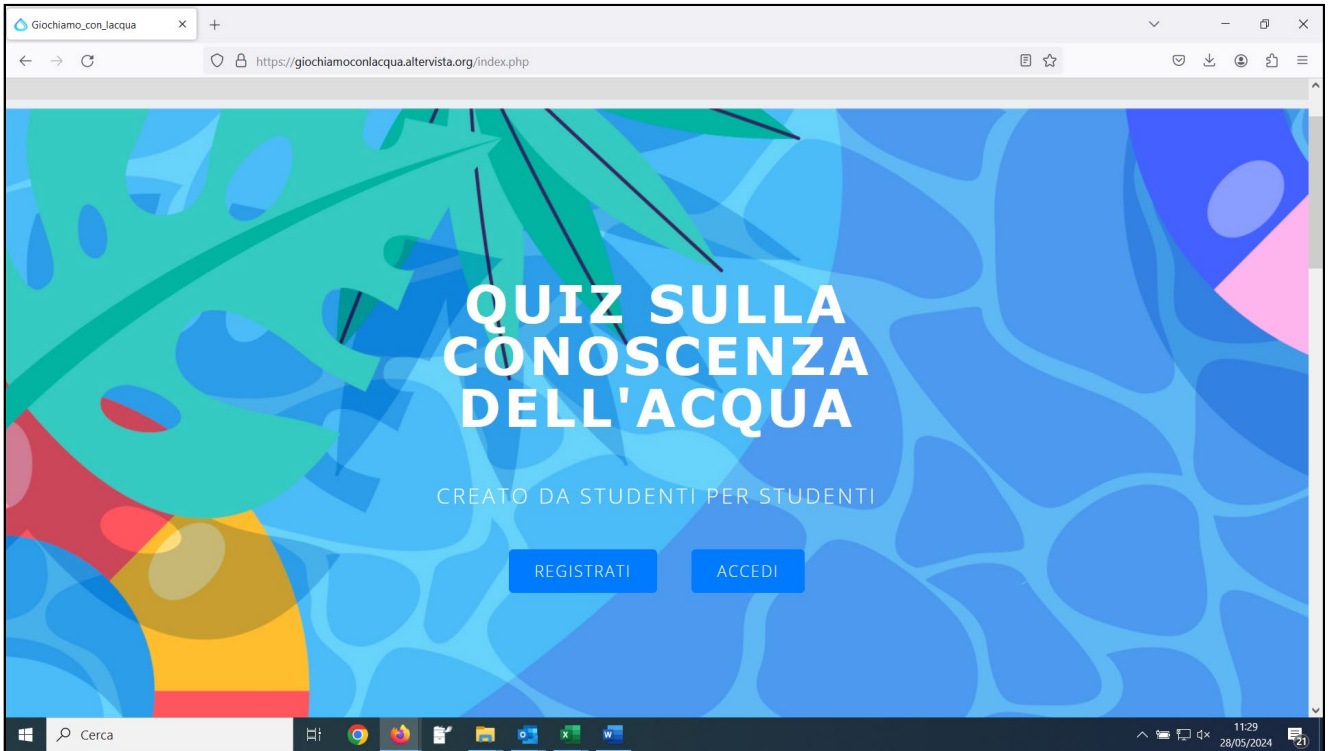 Giochiamo_con_lacqua
https://giochiamoconlacqua.altervista.org/index.php
QUIZ SULLA
CONOSCENZA
DELL'ACQUA
CREATO DA STUDENTI PER STUDENTI
REGISTRATI ACCEDI
Cerca
11:29
28/05/2024
21